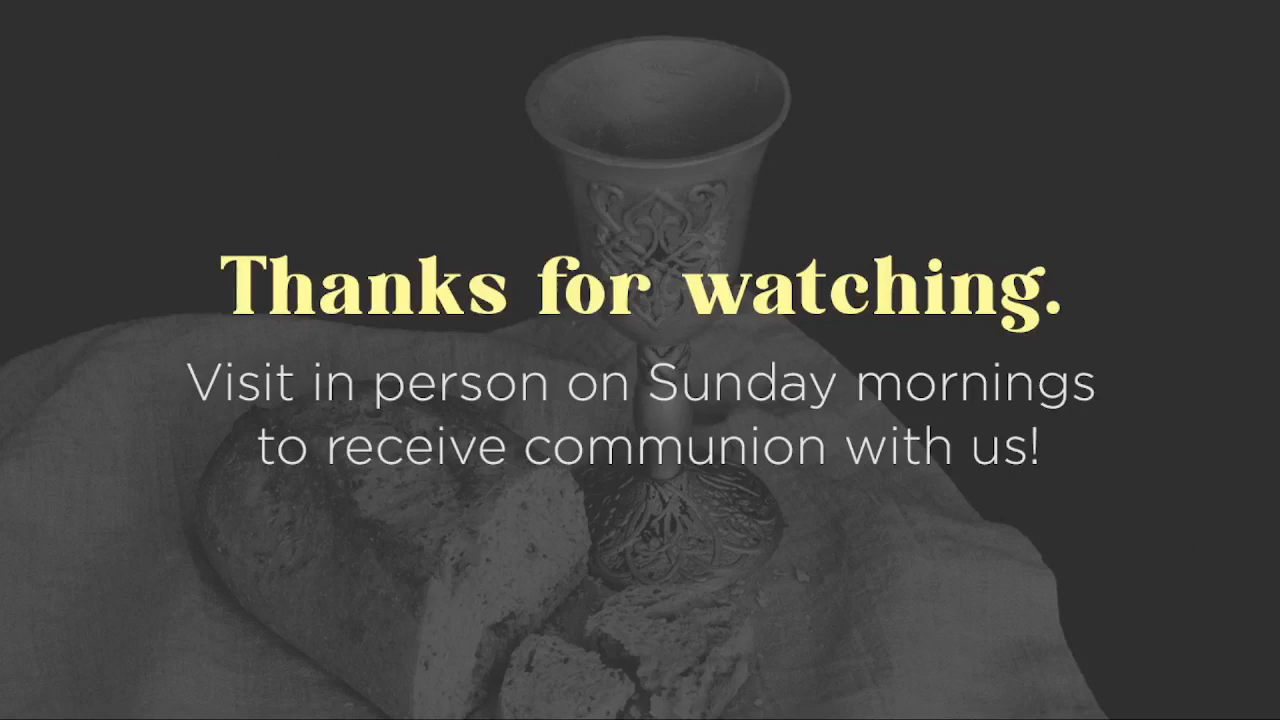 Thanks for watching.
Visit in person on Sunday mornings
to receive communion with us!